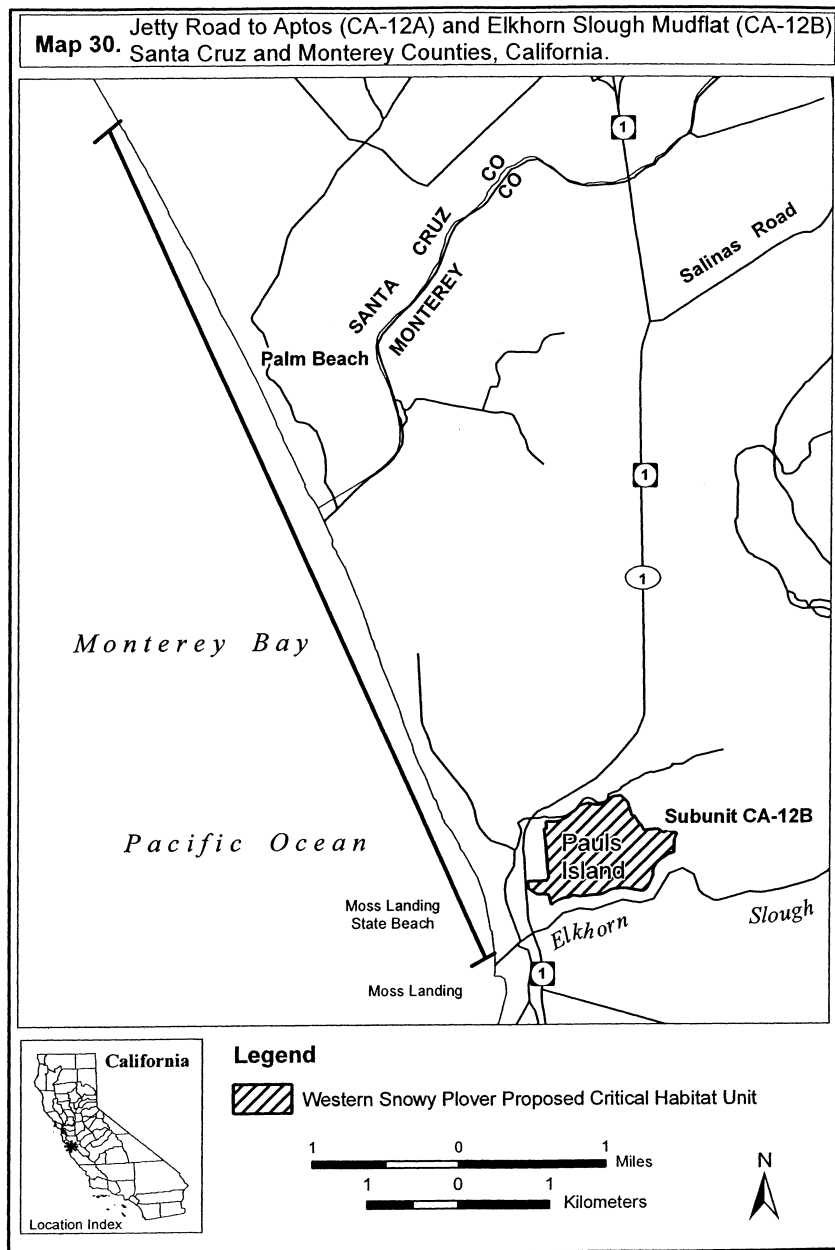 Map 30. Jetty Road to Aptos (CA-12A) and Elkhorn Slough Mudflat (CA-12B)
Santa Cruz and Monterey Counties, California.
1
SANTA CRUZ CO
MONTEREY CO
Salinas Road
Palm Beach
1
1
Monterey Bay
Subunit CA-12B
Pacific Ocean
Pauls
Island
Moss Landing
State Beach
Elkhorn Slough
Moss Landing
1
California
Location Index
Legend
Western Snowy Plover Proposed Critical Habitat Unit
1 0 1 Miles
1 0 1 Kilometers
N